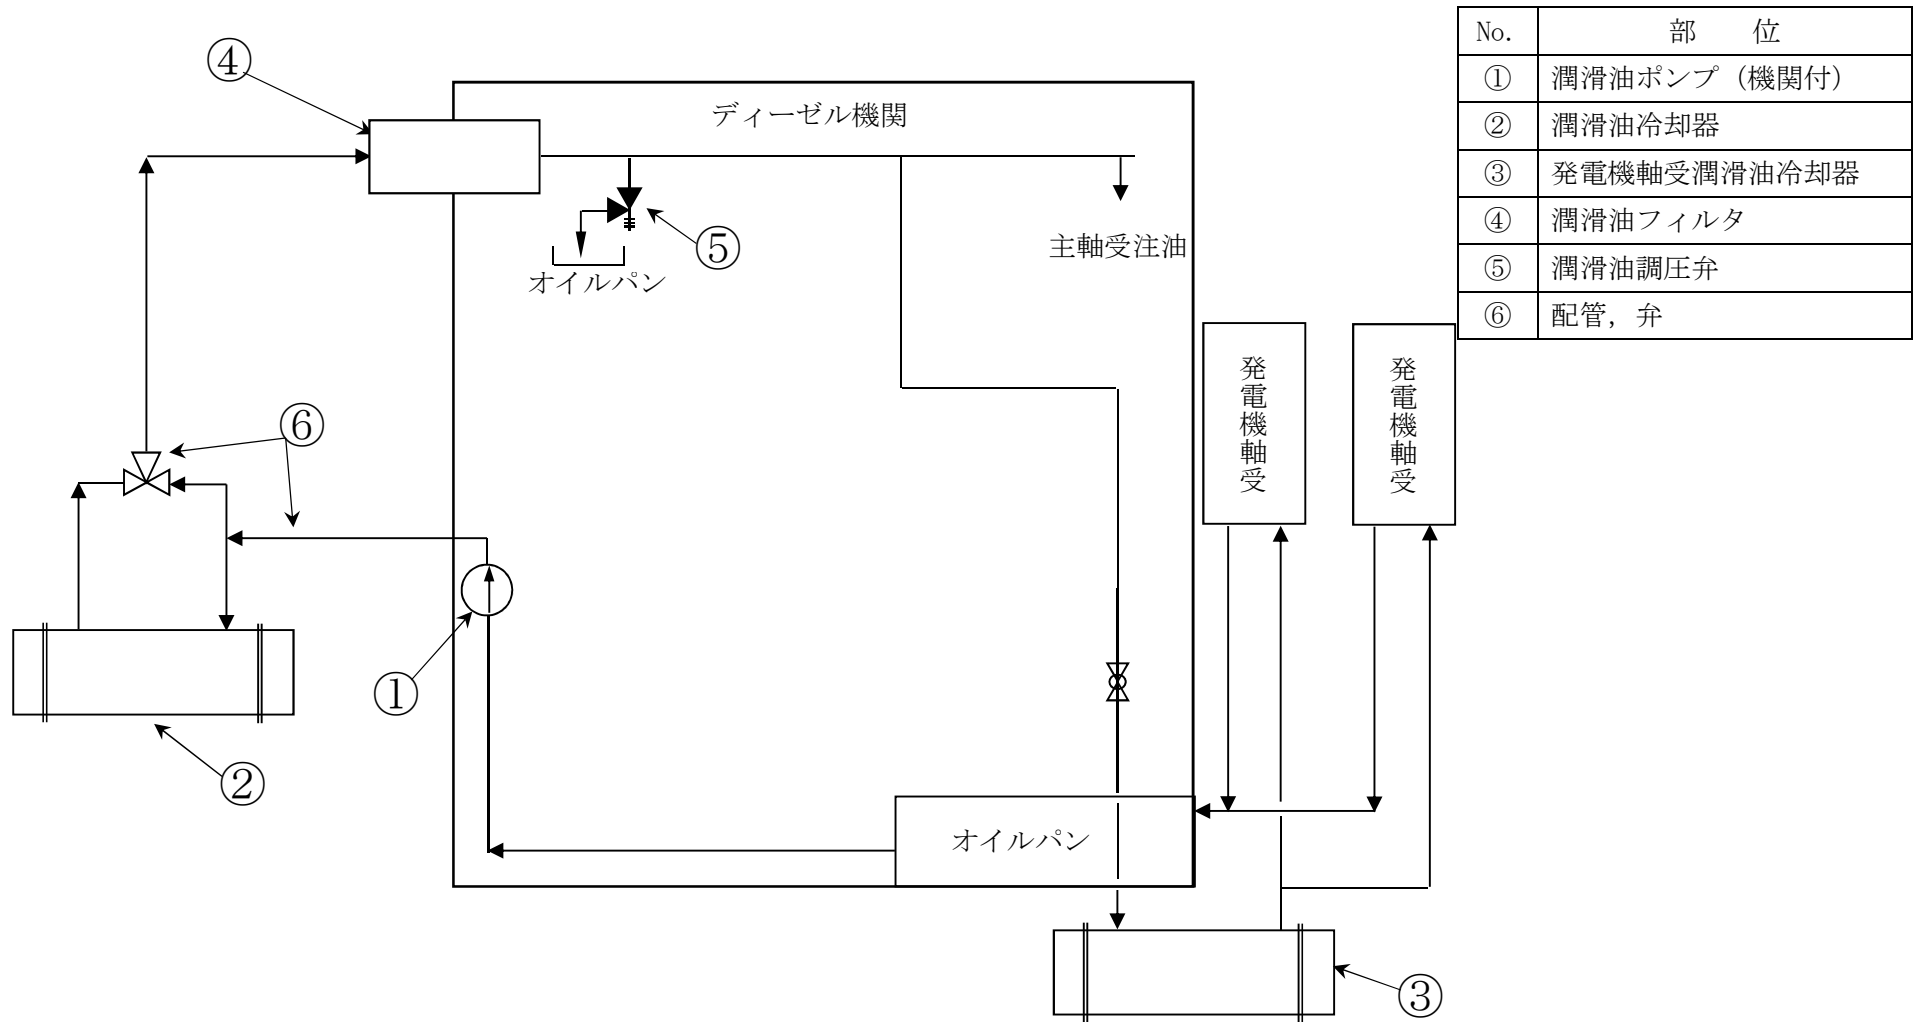 No. 部 位
① 潤滑油ポンプ（機関付）
② 潤滑油冷却器
③ 発電機軸受潤滑油冷却器
④ 潤滑油フィルタ
⑤ 潤滑油調圧弁
⑥ 配管，弁
④
ディーゼル機関
⑤
主軸受注油
オイルパン
発電機軸受
発電機軸受
⑥
①
②
オイルパン
③